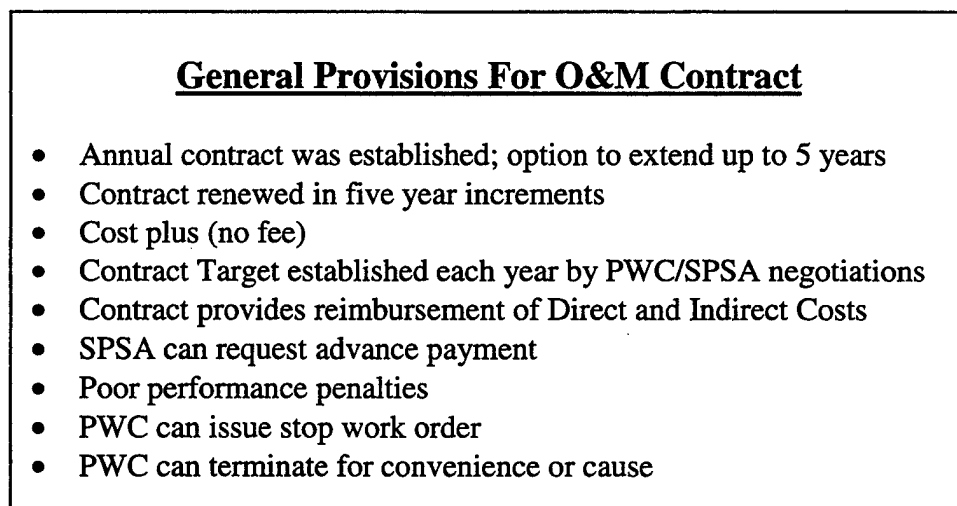 General Provisions For O&M Contract
• Annual contract was established; option to extend up to 5 years
• Contract renewed in five year increments
• Cost plus (no fee)
• Contract Target established each year by PWC/SPSA negotiations
• Contract provides reimbursement of Direct and Indirect Costs
• SPSA can request advance payment
• Poor performance penalties
• PWC can issue stop work order
• PWC can terminate for convenience or cause